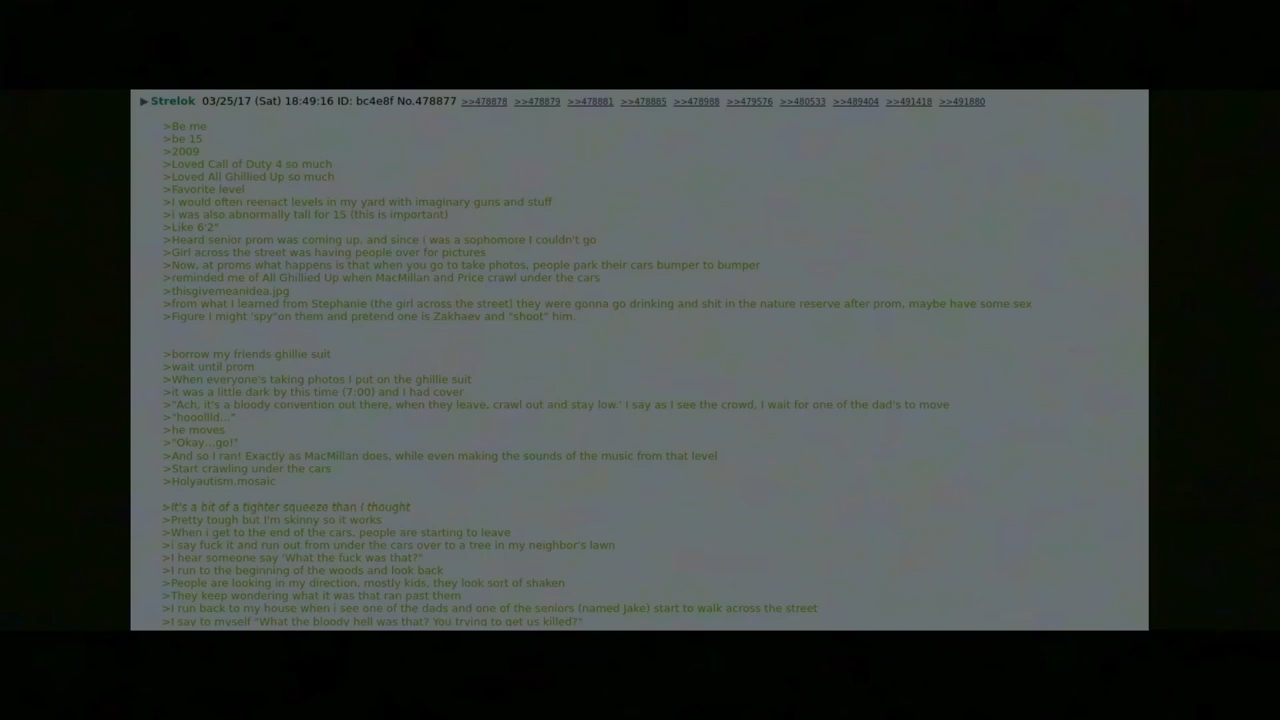 ▶ Strelok 03/25/17 (Sat) 18:49:16 ID: bc4e8f No.478877 >>478878 >>478879 >>478881 >>478885 >>478988 >>479576 >>480533 >>489404 >>491418 >>491880
>Be me
>be 15
>2009
>Loved Call of Duty 4 so much
>Loved All Ghillied Up so much
>Favorite level
>I would often reenact levels in my yard with imaginary guns and stuff
>i was also abnormally tall for 15 (this is important)
>Like 6'2"
>Heard senior prom was coming up, and since i was a sophomore I couldn't go
>Girl across the street was having people over for pictures
>Now, at proms what happens is that when you go to take photos, people park their cars bumper to bumper
>reminded me of All Ghillied Up when MacMillan and Price crawl under the cars
>thisgivemeanidea.jpg
>from what I learned from Stephanie (the girl across the street) they were gonna go drinking and shit in the nature reserve after prom, maybe have some sex
>Figure I might 'spy"on them and pretend one is Zakhaev and "shoot" him.
>borrow my friends ghillie suit
>wait until prom
>When everyone's taking photos I put on the ghillie suit
>it was a little dark by this time (7:00) and I had cover
>"Ach, it's a bloody convention out there, when they leave, crawl out and stay low.' I say as I see the crowd, I wait for one of the dad's to move
>"hooollld..."
>he moves
>"Okay...go!"
>And so I ran! Exactly as MacMillan does, while even making the sounds of the music from that level
>Start crawling under the cars
>Holyautism.mosaic
>It's a bit of a tighter squeeze than I thought
>Pretty tough but I'm skinny so it works
>When i get to the end of the cars, people are starting to leave
>i say fuck it and run out from under the cars over to a tree in my neighbor's lawn
>I hear someone say 'What the fuck was that?"
>I run to the beginning of the woods and look back
>People are looking in my direction, mostly kids, they look sort of shaken
>They keep wondering what it was that ran past them
>I run back to my house when i see one of the dads and one of the seniors (named Jake) start to walk across the street
>I say to myself "What the bloody hell was that? You trying to get us killed?"